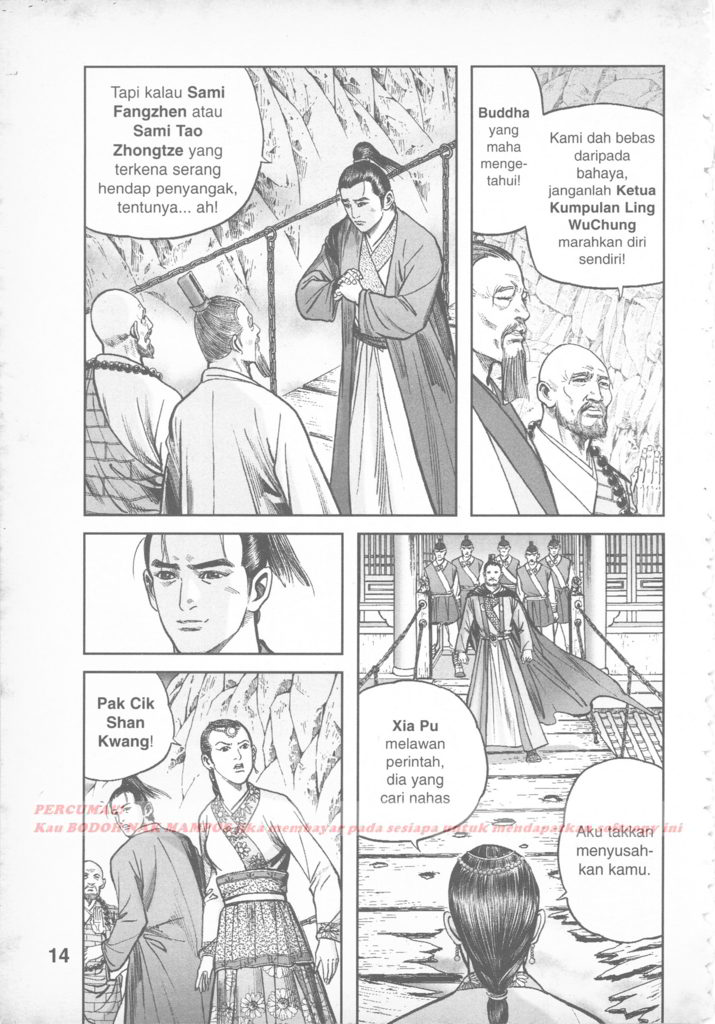 Tapi kalau Sami
Fangzhen atau
Sami Tao
Zhongtze yang
terkena serang
hendap penyangak,
tentunya... ah!
Buddha
yang
maha
menge-
tahui!
Kami dah bebas
daripada
bahaya,
janganlah Ketua
Kumpulan Ling
WuChung
marahkan diri
sendiri!
Pak Cik
Shan
Kwang!
Xia Pu
melawan
perintah,
dia yang
cari nahas
Aku takkan
menyusah-
kan kamu.
PERCUMA!!
Kau BODOH NAK MAMPOS jika membayar pada sesiapa untuk mendapatkan ini
14